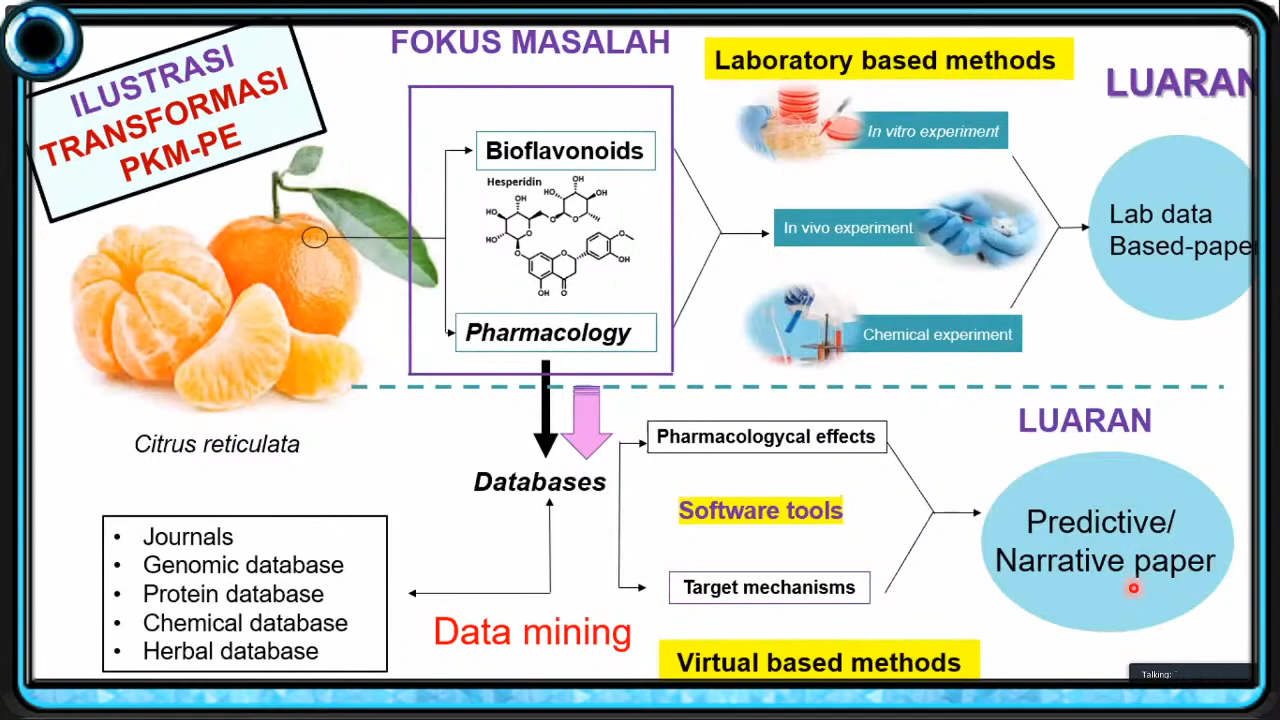 ILUSTRASI
TRANSFORMASI
PKM-PE
FOKUS MASALAH
Bioflavonoids
Hesperidin
OH
HO
OH
OH
HO
O
O
O
HO
OH
O
O
O
OH
OH
O
Pharmacology
Laboratory based methods
In vitro experiment
In vivo experiment
Chemical experiment
LUARAN
Lab data
Based-paper
Citrus reticulata
Databases
• Journals
• Genomic database
• Protein database
• Chemical database
• Herbal database
Data mining
Pharmacologycal effects
Software tools
Target mechanisms
Virtual based methods
LUARAN
Predictive/
Narrative paper
Talking: